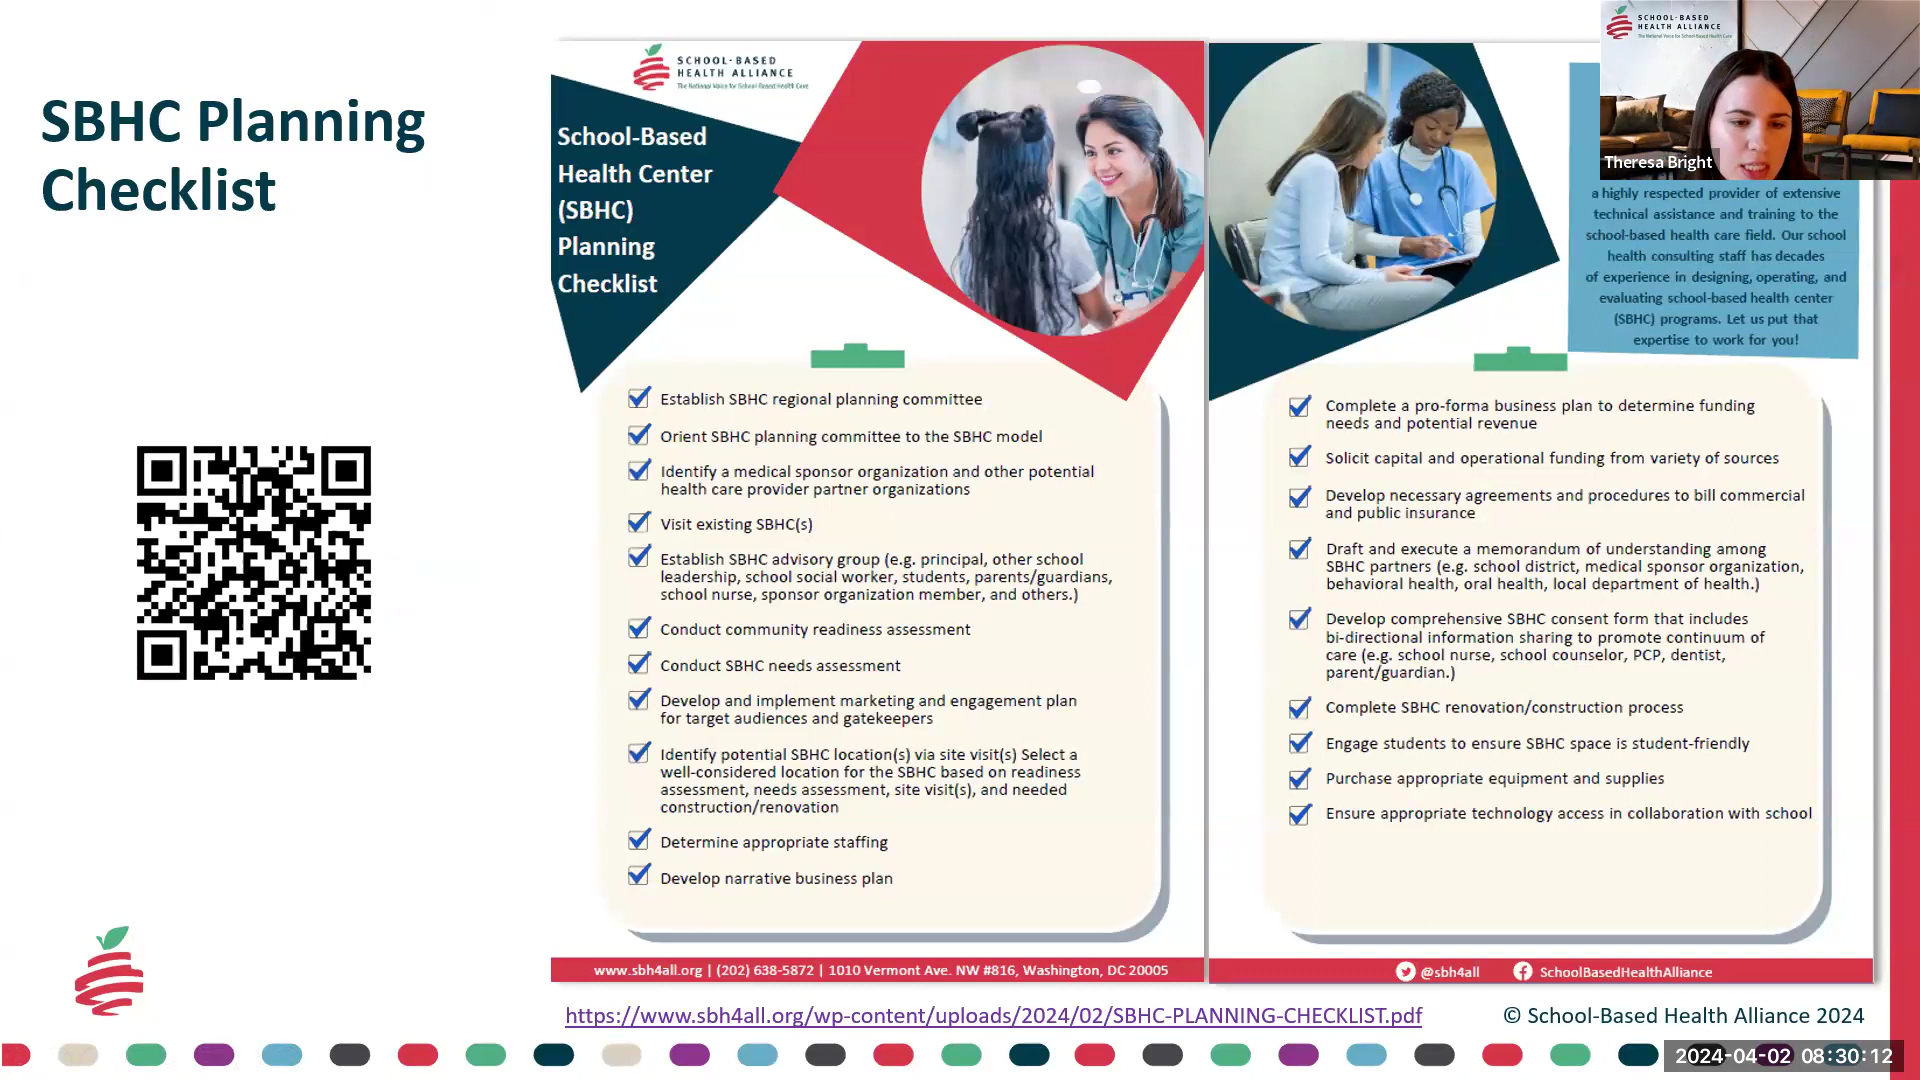 SBHC Planning
Checklist
SCHOOL-BASED
HEALTH ALLIANCE
The National Voice for School-Based Health Care
School-Based
Health Center
(SBHC)
Planning
Checklist
Establish SBHC regional planning committee
Orient SBHC planning committee to the SBHC model
Identify a medical sponsor organization and other potential
health care provider partner organizations
Visit existing SBHC(s)
Establish SBHC advisory group (e.g. principal, other school
leadership, school social worker, students, parents/guardians,
school nurse, sponsor organization member, and others.)
Conduct community readiness assessment
Conduct SBHC needs assessment
Develop and implement marketing and engagement plan
for target audiences and gatekeepers
Identify potential SBHC location(s) via site visit(s) Select a
well-considered location for the SBHC based on readiness
assessment, needs assessment, site visit(s), and needed
construction/renovation
Determine appropriate staffing
Develop narrative business plan
www.sbh4all.org | (202) 638-5872 | 1010 Vermont Ave. NW #816, Washington, DC 20005
SCHOOL-BASED
HEALTH ALLIANCE
The National Voice for School-Based Health Care
Theresa Bright
a highly respected provider of extensive
technical assistance and training to the
school-based health care field. Our school
health consulting staff has decades
of experience in designing, operating, and
evaluating school-based health center
(SBHC) programs. Let us put that
expertise to work for you!
Complete a pro-forma business plan to determine funding
needs and potential revenue
Solicit capital and operational funding from variety of sources
Develop necessary agreements and procedures to bill commercial
and public insurance
Draft and execute a memorandum of understanding among
SBHC partners (e.g. school district, medical sponsor organization,
behavioral health, oral health, local department of health.)
Develop comprehensive SBHC consent form that includes
bi-directional information sharing to promote continuum of
care (e.g. school nurse, school counselor, PCP, dentist,
parent/guardian.)
Complete SBHC renovation/construction process
Engage students to ensure SBHC space is student-friendly
Purchase appropriate equipment and supplies
Ensure appropriate technology access in collaboration with school
@sbh4all SchoolBasedHealthAlliance
https://www.sbh4all.org/wp-content/uploads/2024/02/SBHC-PLANNING-CHECKLIST.pdf
© School-Based Health Alliance 2024
2024-04-02 08:30:12